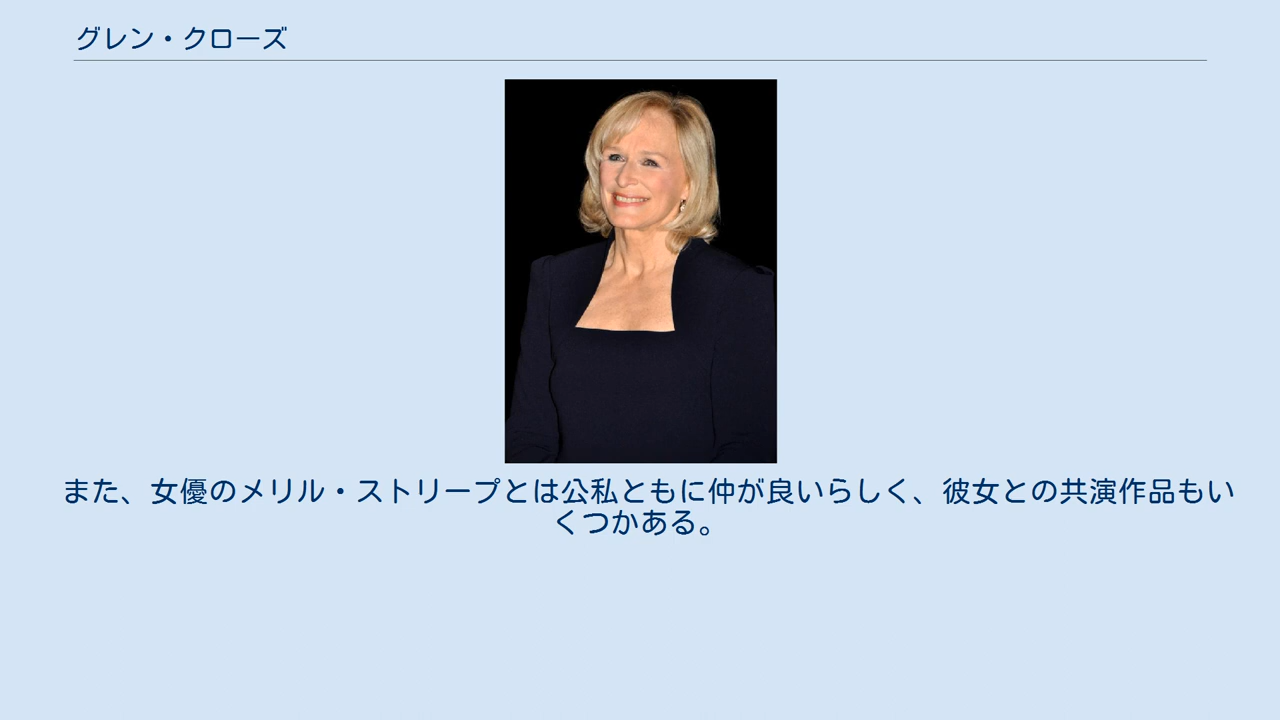 グレン・クローズ
また、女優のメリル・ストリープとは公私ともに仲が良いらしく、彼女との共演作品もい
くつかある。